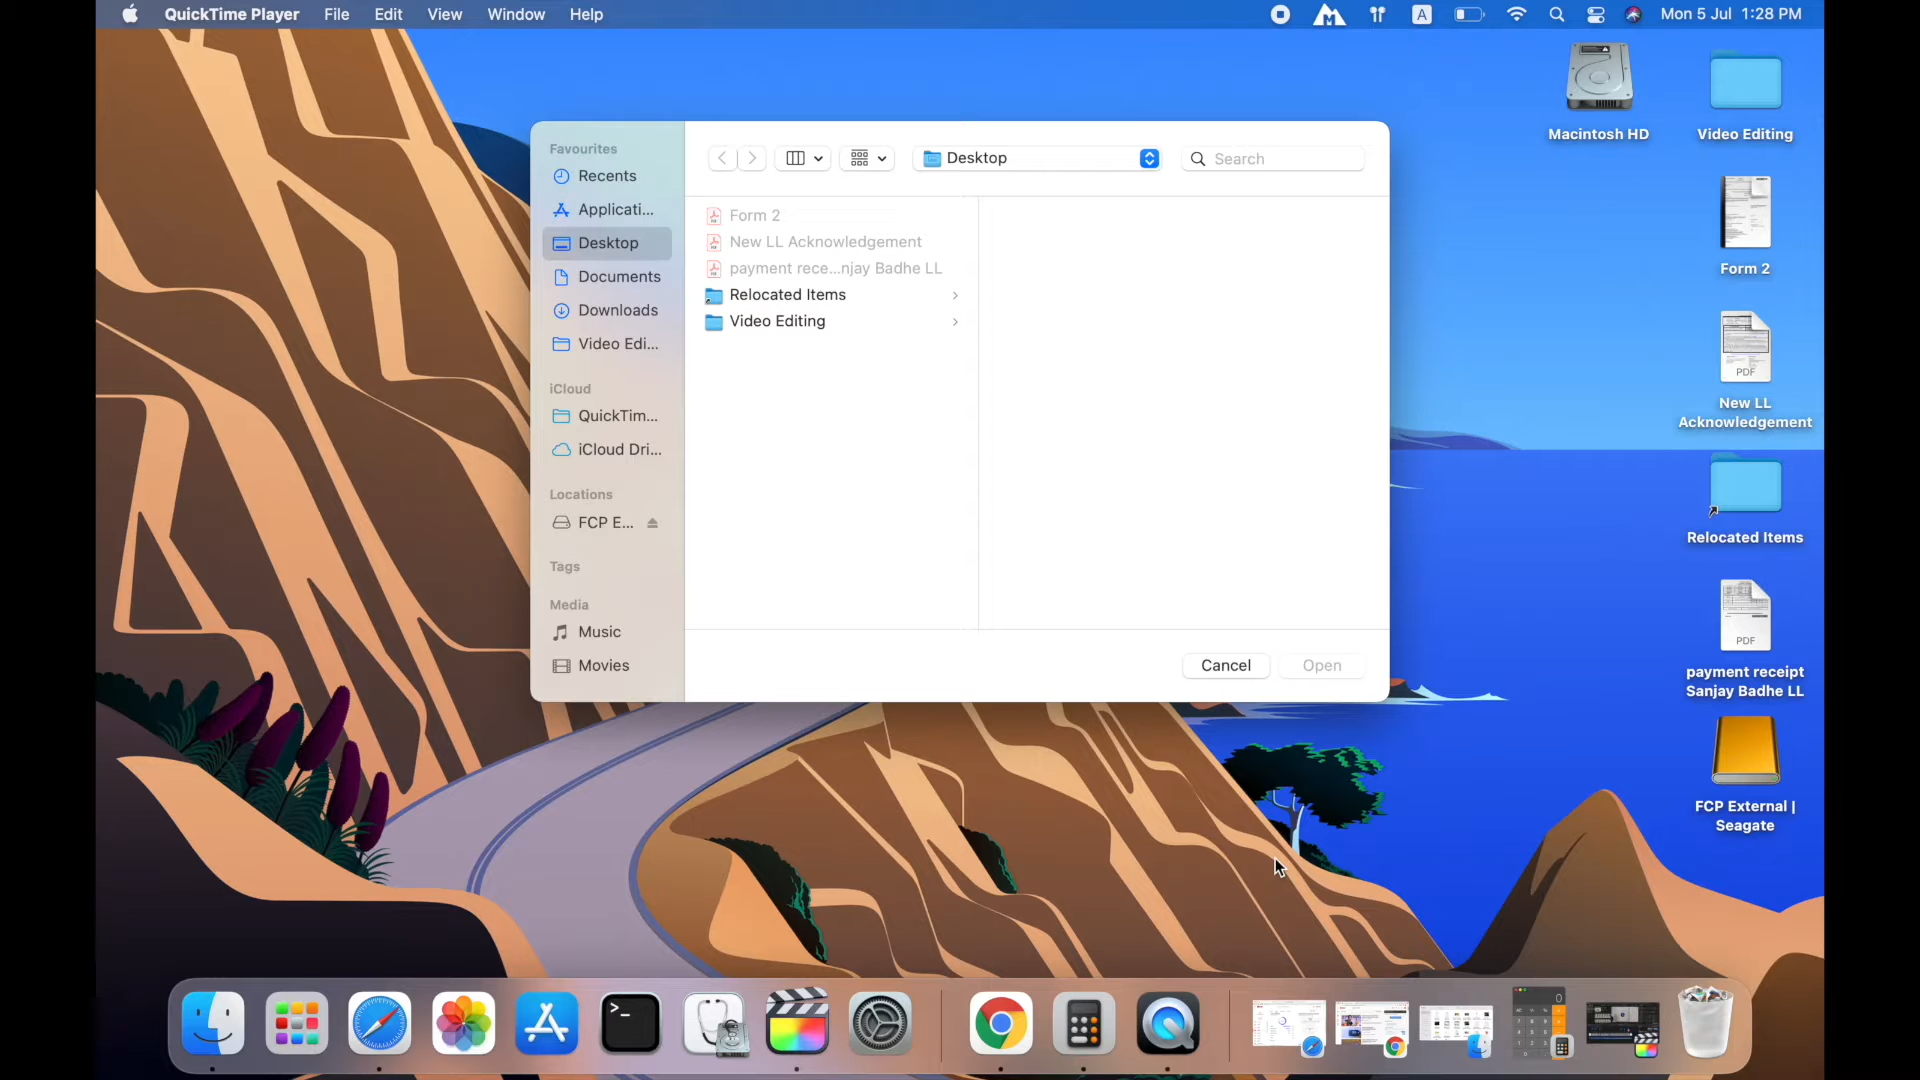 QuickTime Player File Edit View Window Help
A
Mon 5 Jul 1:28 PM
Favourites
Recents
Applicati...
Desktop
Documents
Downloads
Video Edi...
iCloud
QuickTim...
iCloud Dri...
Locations
FCP E...
Tags
Media
Music
Movies
Desktop
Search
Form 2
New LL Acknowledgement
payment rece...njay Badhe LL
Relocated Items
Video Editing
Cancel
Open
Macintosh HD
Video Editing
Form 2
PDF
New LL
Acknowledgement
Relocated Items
PDF
payment receipt
Sanjay Badhe LL
FCP External |
Seagate